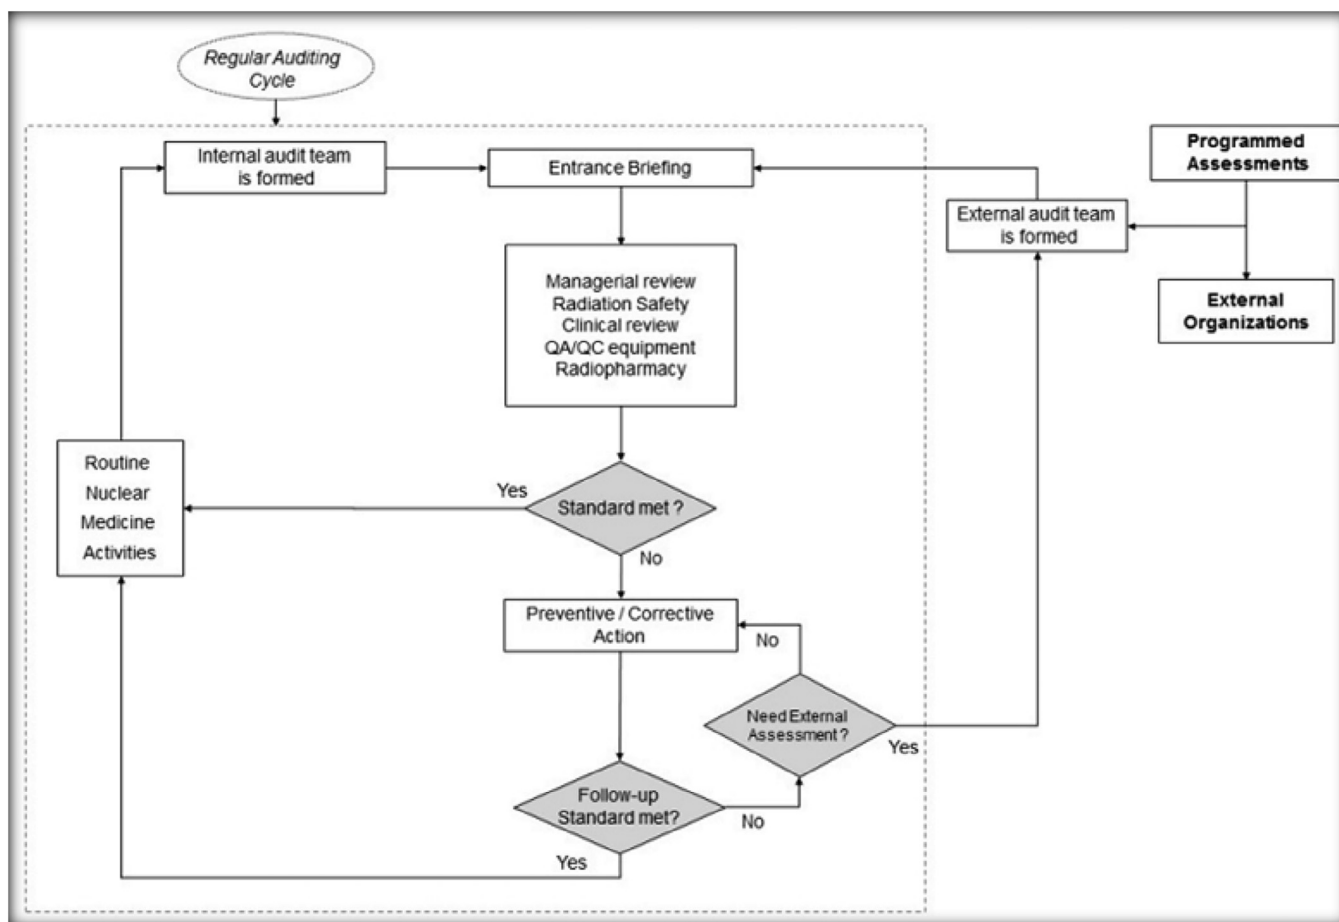 Regular Auditing
Cycle
Internal audit team
is formed
Entrance Briefing
Programmed
Assessments
External audit team
is formed
External
Organizations
Managerial review
Radiation Safety
Clinical review
QA/QC equipment
Radiopharmacy
Routine
Nuclear
Medicine
Activities
Yes
Standard met ?
No
Preventive / Corrective
Action
No
Need External
Assessment ?
Yes
Follow-up
Standard met?
No
Yes